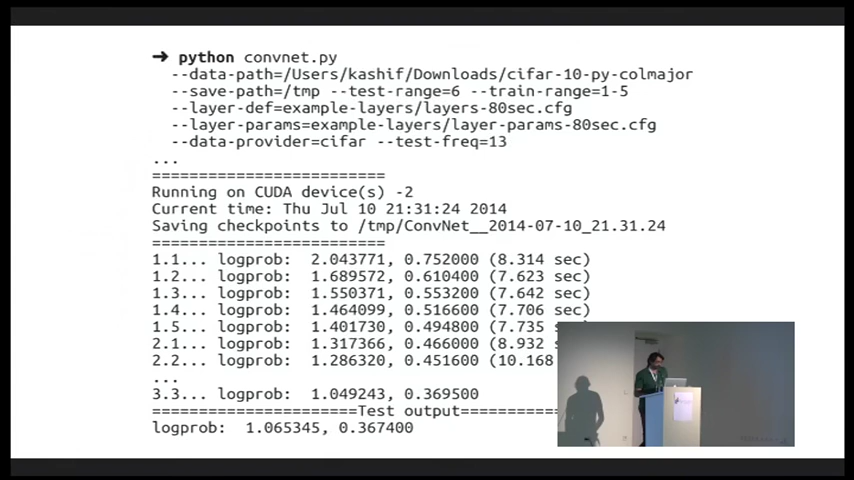 ➜ python convnet.py
--data-path=/Users/kashif/Downloads/cifar-10-py-colmajor
--save-path=/tmp --test-range=6 --train-range=1-5
--layer-def=example-layers/layers-80sec.cfg
--layer-params=example-layers/layer-params-80sec.cfg
--data-provider=cifar --test-freq=13
...
=========================
Running on CUDA device(s) -2
Current time: Thu Jul 10 21:31:24 2014
Saving checkpoints to /tmp/ConvNet__2014-07-10_21.31.24
=========================
1.1... logprob:  2.043771, 0.752000 (8.314 sec)
1.2... logprob:  1.689572, 0.610400 (7.623 sec)
1.3... logprob:  1.550371, 0.553200 (7.642 sec)
1.4... logprob:  1.464099, 0.516600 (7.706 sec)
1.5... logprob:  1.401730, 0.494800 (7.735 s
2.1... logprob:  1.317366, 0.466000 (8.932 s
2.2... logprob:  1.286320, 0.451600 (10.168
...
3.3... logprob:  1.049243, 0.369500
======================Test output===========
logprob:  1.065345, 0.367400